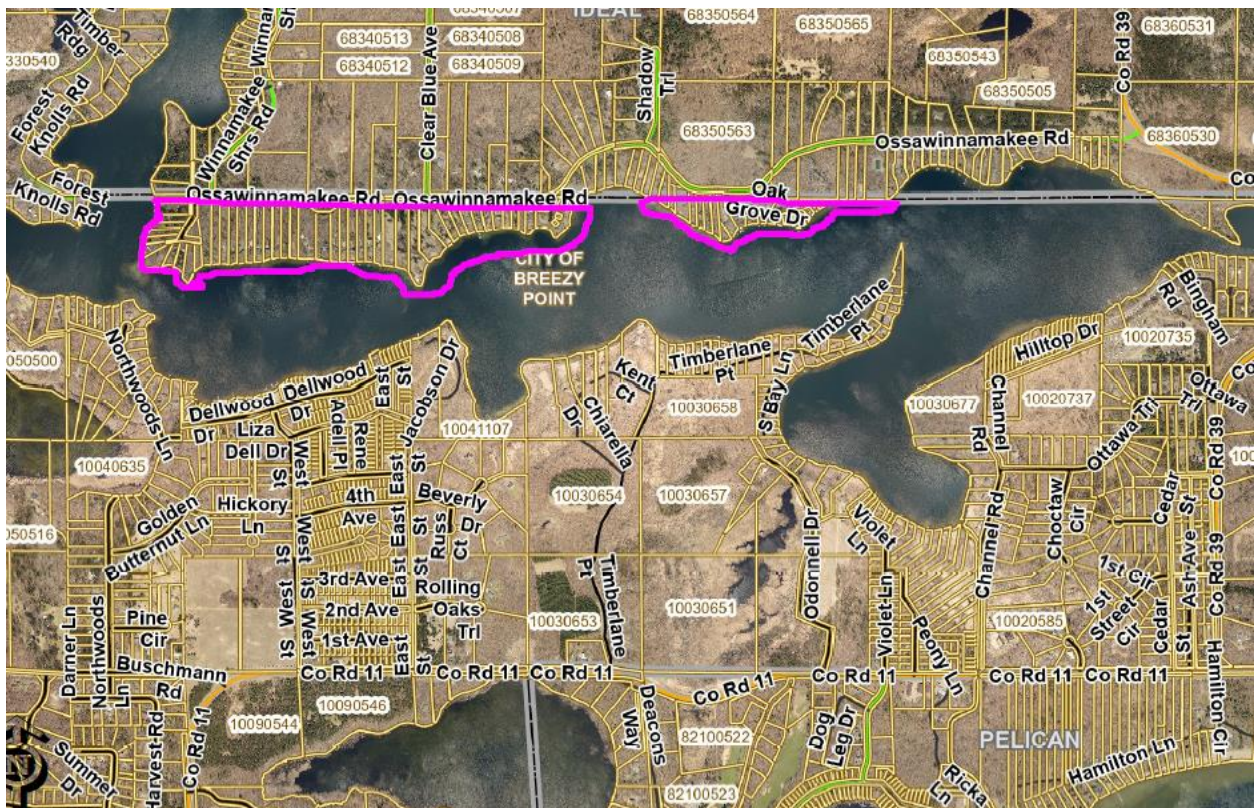 IDEAL
68350564
68350565
68360531
68340513
68340508
68340512
68340509
68350543
68350505
68350563
68360530
Timber
Rdg
Forest
Knolls Rd
Forest
Knolls Rd
Winnamakee
Shrs Rd
Clear Blue Ave
Shadow
Trl
Co Rd 39
Ossawinnamakee Rd
Ossawinnamakee Rd
Ossawinnamakee Rd
Oak
Grove Dr
Co
CITY OF
BREEZY
POINT
Bingham
Rd
Northwoods Ln
Dellwood
Dellwood
Dr
Dr
East
St
Jacobson Dr
Liza
Dell Dr
Adell Pl
Rene
Kent
Ct
Chiarella
Dr
Timberlane
Pt
Timberlane
Pt
S Bay Ln
Hilltop Dr
10020735
10030677
10020737
Ottawa
Trl
Ottawa Trl
Channel
Rd
10030658
10041107
10040635
10030654
10030657
Golden
Butternut Ln
Hickory
Ln
4th
Ave
Beverly
Dr
Russ
Ct
3rd Ave
2nd Ave
1st Ave
Rolling
Oaks
Trl
10030653
10030651
Timberlane
Pt
Odonnell Dr
Violet
Ln
Violet Ln
Peony Ln
Channel Rd
Choctaw
Cir
Cedar
St
Ash Ave
1st Cir
1st
Street
Cir
Cedar
St
Co Rd 39
Co Rd 39
10020585
Hamilton Cir
Darner Ln
Northwoods
Ln
Pine
Cir
Buschmann
Rd
Co Rd 11
Co Rd 11
Co Rd 11
Co Rd 11
Co Rd 11
Co Rd 11
Co Rd 11
Co Rd 11
Co Rd 11
10090546
10090544
Harvest Rd
Summer
Dr
Deacons
Way
82100522
82100523
Dog
Leg Dr
PELICAN
Ricka
Ln
Hamilton Ln